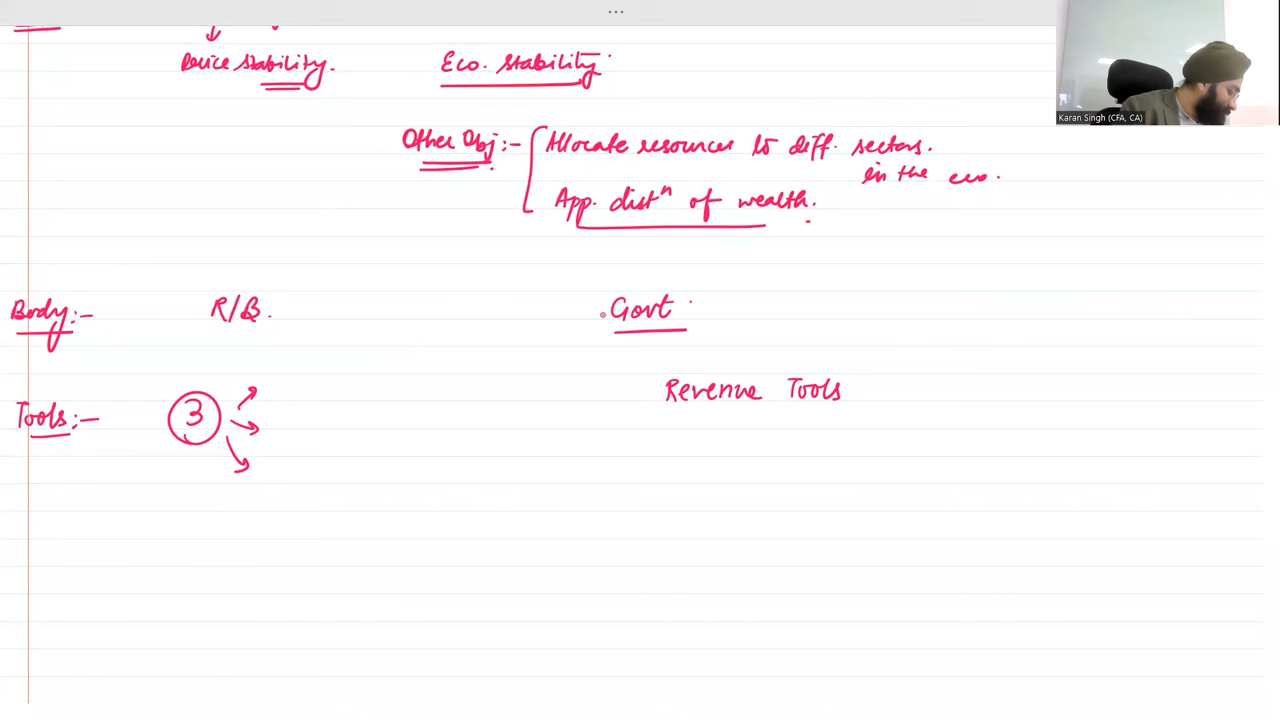 Price stability.
Eco. stability
Other Obj:- Allocate resources to diff. sectors.
in the eco.
App. distⁿ of wealth.
Body:- R/B. Govt
Tools:- 3 Revenue Tools
Karan Singh (CFA, CA)